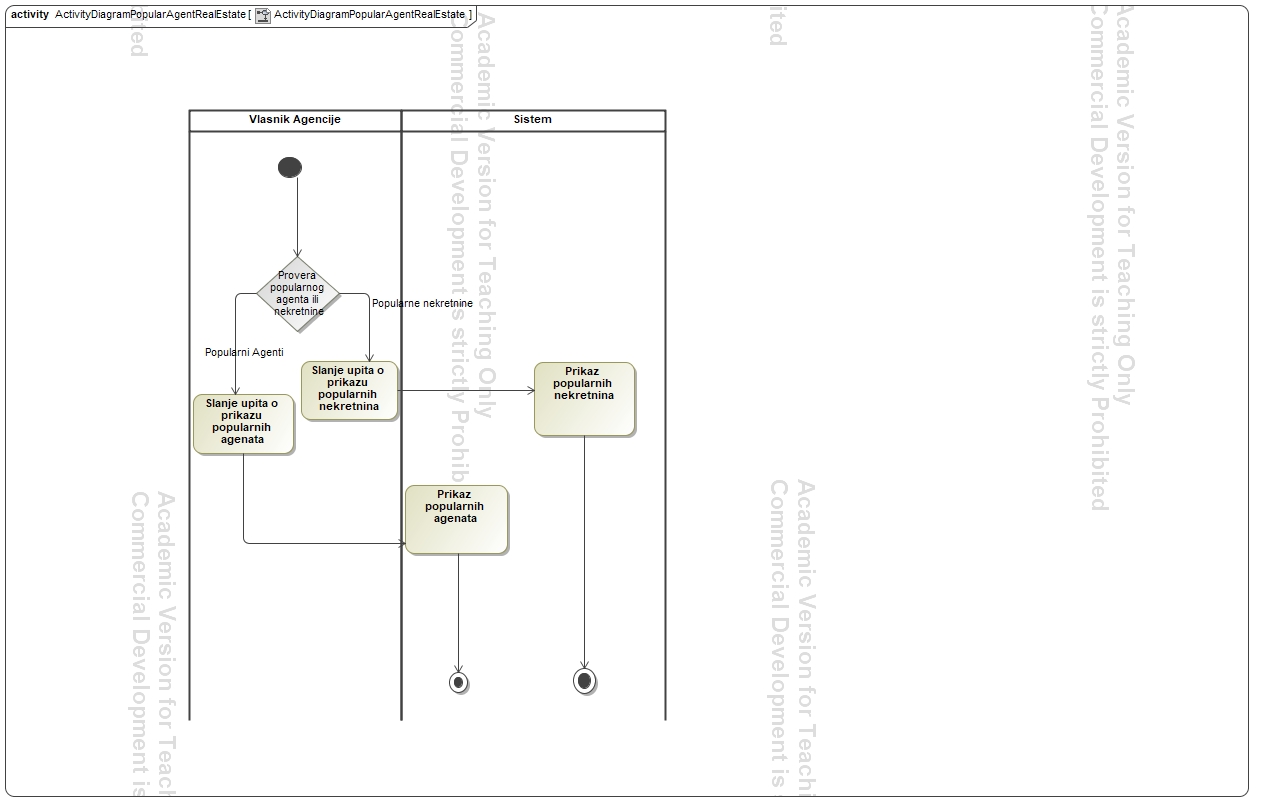 activity ActivityDiagramPopularAgentRealEstate [ ActivityDiagramPopularAgentRealEstate ]
Vlasnik Agencije
Sistem
Provera
popularnog
agenta ili
nekretnine
Popularne nekretnine
Popularni Agenti
Slanje upita o
prikazu
popularnih
nekretnina
Prikaz
popularnih
nekretnina
Slanje upita o
prikazu
popularnih
agenata
Prikaz
popularnih
agenata
ited
Academic Version for Teaching Only
Commercial Development is strictly Prohib
ited
Academic Version for Teaching Only
Commercial Development is strictly Prohibited
Academic Version for Teach
Commercial Development is
Academic Version for Teaching
Commercial Development is s